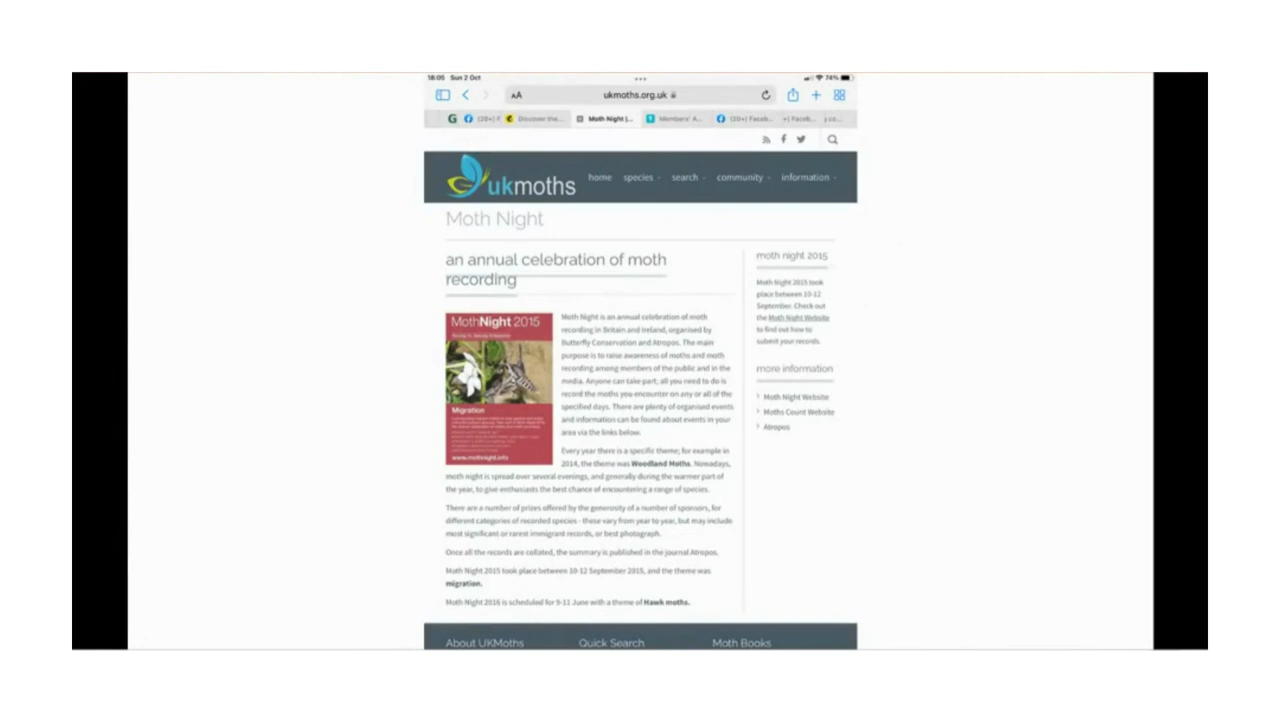 18:05 Sun 2 Oct
74%
AA
ukmoths.org.uk
G
(20+) F
Discover the...
Moth Night |...
Members' A...
(20+) Faceb...
+) Faceb...
y co...
ukmoths
home species search community information
Moth Night
an annual celebration of moth
recording
MothNight 2015
Migration
www.mothnight.info
Moth Night is an annual celebration of moth
recording in Britain and Ireland, organised by
Butterfly Conservation and Atropos. The main
purpose is to raise awareness of moths and moth
recording among members of the public and in the
media. Anyone can take part; all you need to do is
record the moths you encounter on any or all of the
specified days. There are plenty of organised events
and information can be found about events in your
area via the links below.
Every year there is a specific theme; for example in
2014, the theme was Woodland Moths. Nowadays,
moth night is spread over several evenings, and generally during the warmer part of
the year, to give enthusiasts the best chance of encountering a range of species.
There are a number of prizes offered by the generosity of a number of sponsors, for
different categories of recorded species - these vary from year to year, but may include
most significant or rarest immigrant records, or best photograph.
Once all the records are collated, the summary is published in the journal Atropos.
Moth Night 2015 took place between 10-12 September 2015, and the theme was
migration.
Moth Night 2016 is scheduled for 9-11 June with a theme of Hawk moths.
moth night 2015
Moth Night 2015 took
place between 10-12
September. Check out
the Moth Night Website
to find out how to
submit your records.
more information
Moth Night Website
Moths Count Website
Atropos
About UKMoths
Quick Search
Moth Books